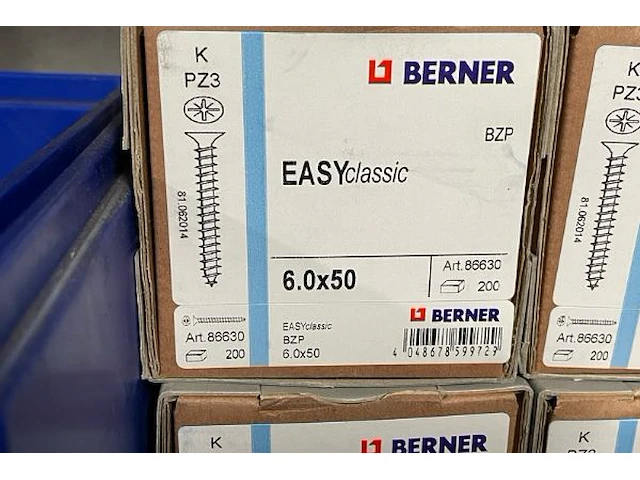 K
PZ3
81.062014
BERNER
BZP
EASYclassic
6.0x50
Art.86630
200
Art.86630
200
EASYclassic
BZP
6.0x50
BERNER
4 048678 599729
K
PZ3
81.062014
Art.86630
200
K
BERNER
BZP
K